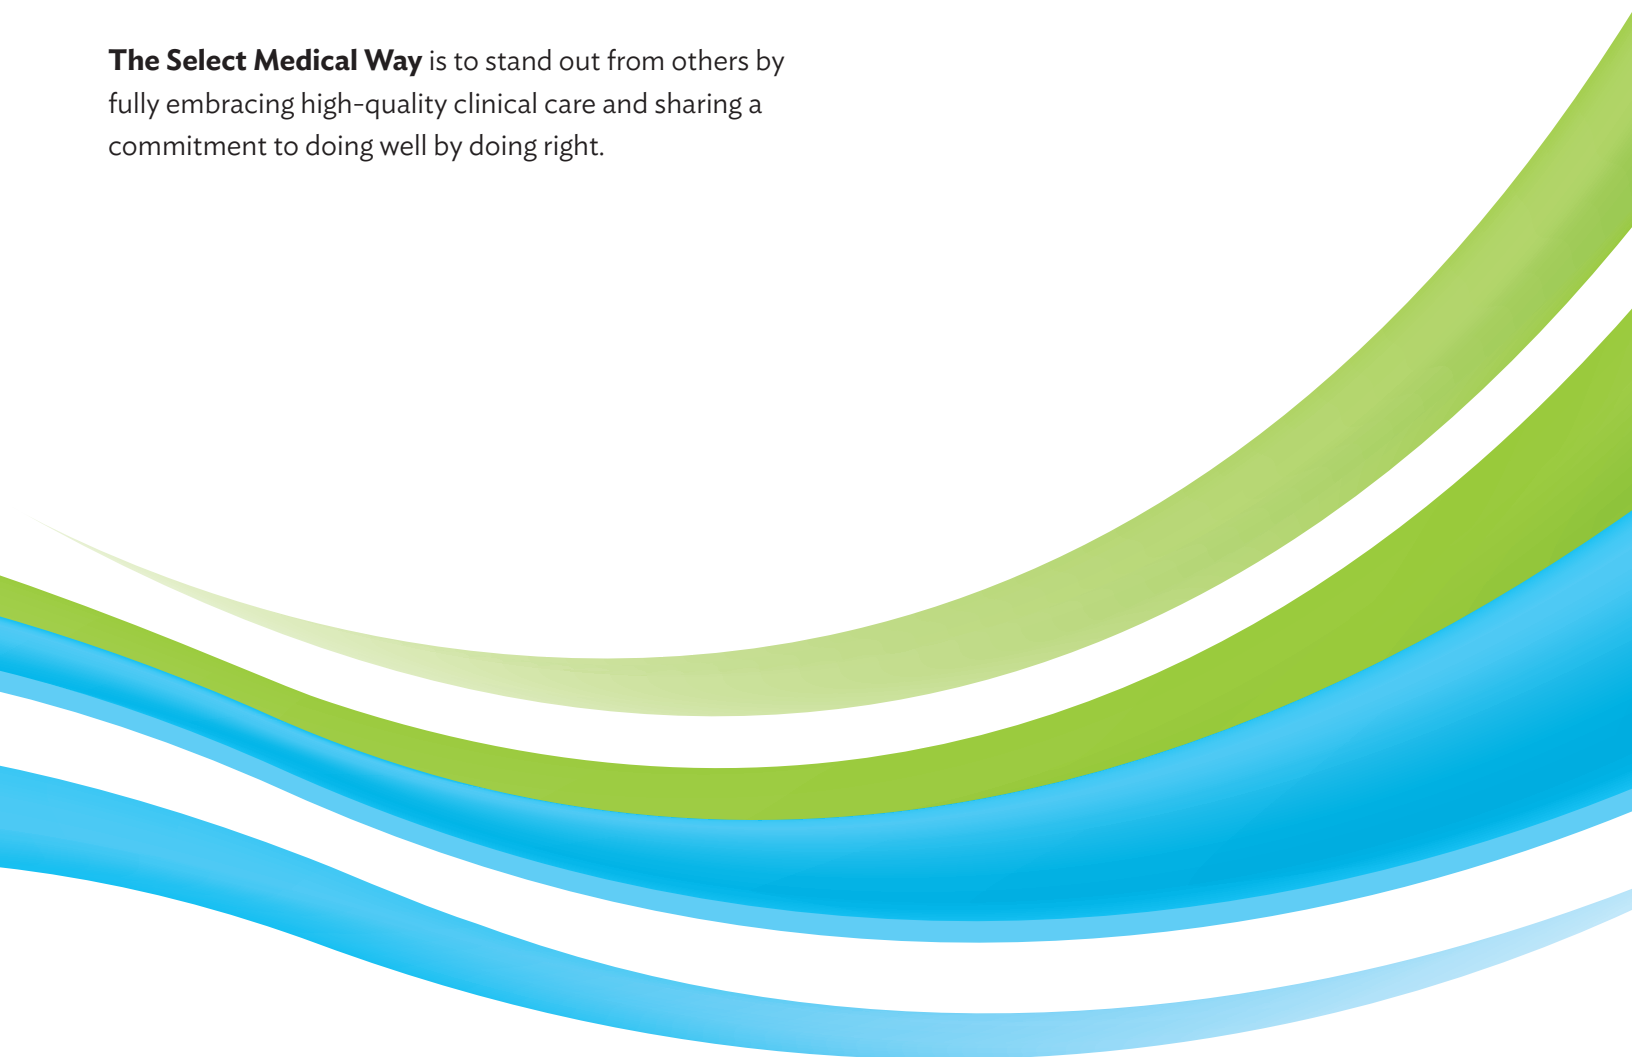 The Select Medical Way is to stand out from others by
fully embracing high-quality clinical care and sharing a
commitment to doing well by doing right.